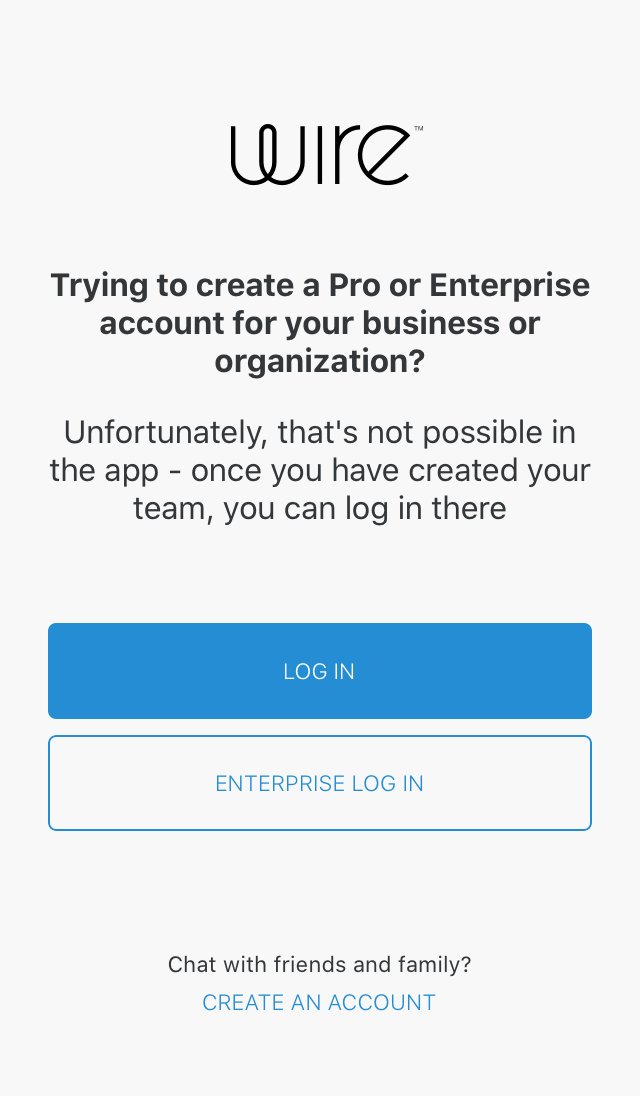 wire™
Trying to create a Pro or Enterprise
account for your business or
organization?
Unfortunately, that's not possible in
the app - once you have created your
team, you can log in there
LOG IN
ENTERPRISE LOG IN
Chat with friends and family?
CREATE AN ACCOUNT